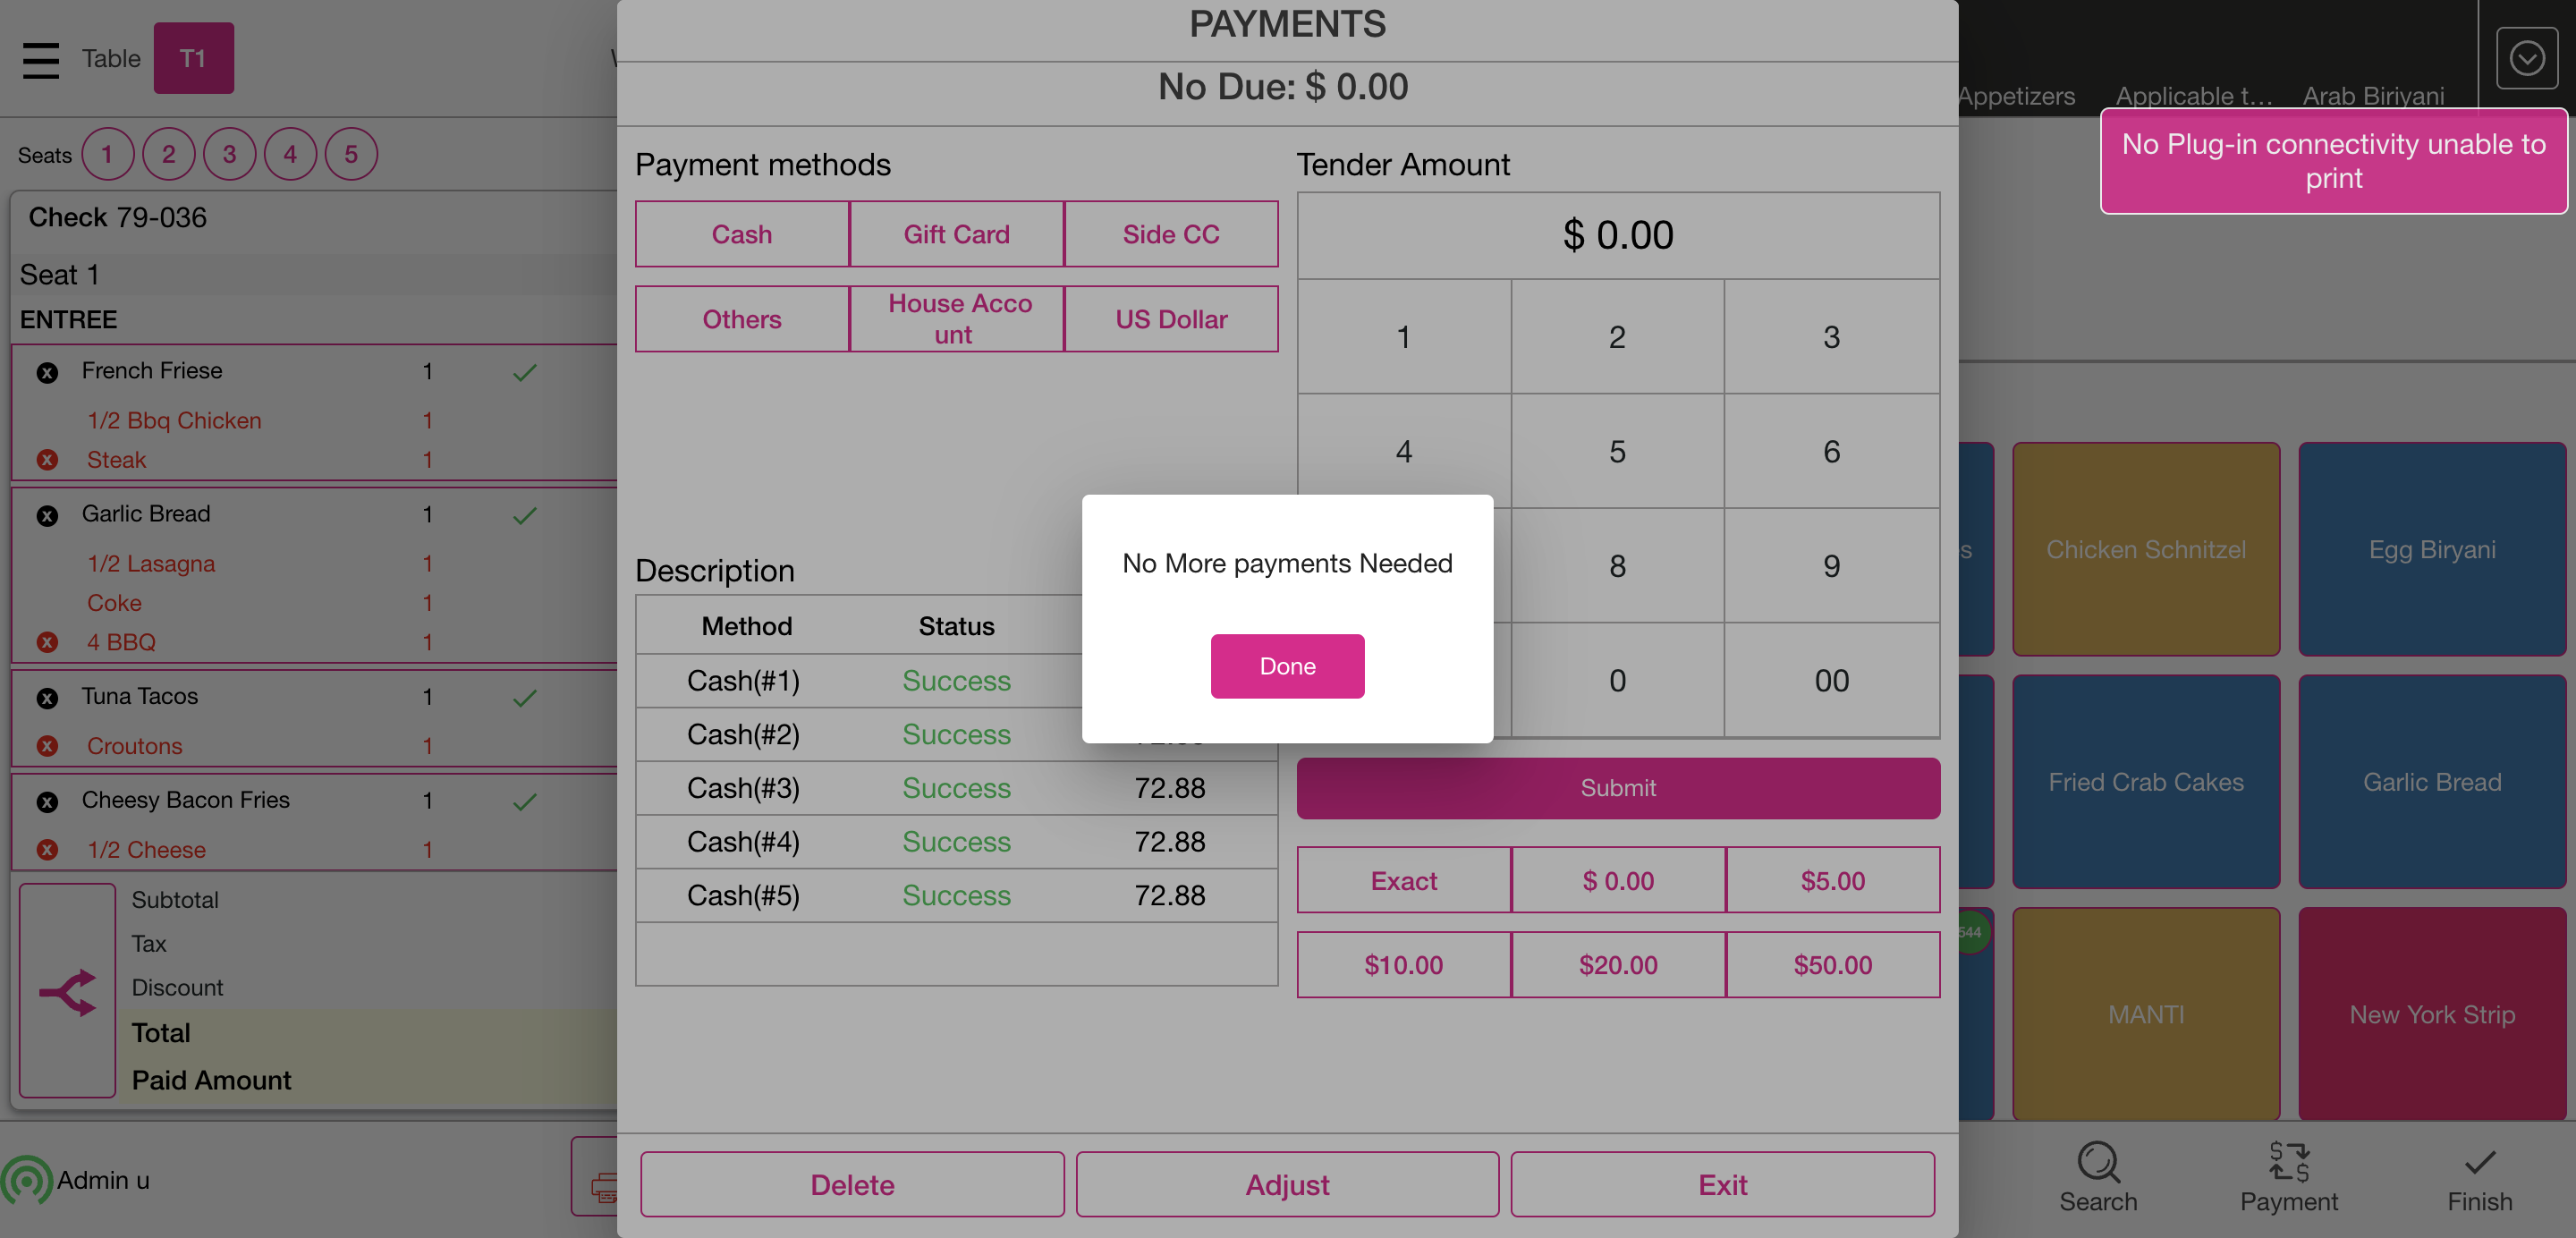 Table T1
Seats 1 2 3 4 5
Check 79-036
Seat 1
ENTREE
French Friese 1
1/2 Bbq Chicken 1
Steak 1
Garlic Bread 1
1/2 Lasagna 1
Coke 1
4 BBQ 1
Tuna Tacos 1
Croutons 1
Cheesy Bacon Fries 1
1/2 Cheese 1
Subtotal
Tax
Discount
Total
Paid Amount
Admin u
PAYMENTS
No Due: $ 0.00
Payment methods
Cash Gift Card Side CC
Others House Acco
unt US Dollar
Description
Method Status
Cash(#1) Success
Cash(#2) Success
Cash(#3) Success 72.88
Cash(#4) Success 72.88
Cash(#5) Success 72.88
Tender Amount
$ 0.00
1 2 3
4 5 6
8 9
0 00
Submit
Exact $ 0.00 $5.00
$10.00 $20.00 $50.00
Delete Adjust Exit
No More payments Needed
Done
Appetizers Applicable t... Arab Biriyani
No Plug-in connectivity unable to
print
s Chicken Schnitzel Egg Biryani
Fried Crab Cakes Garlic Bread
544
MANTI New York Strip
Search Payment Finish